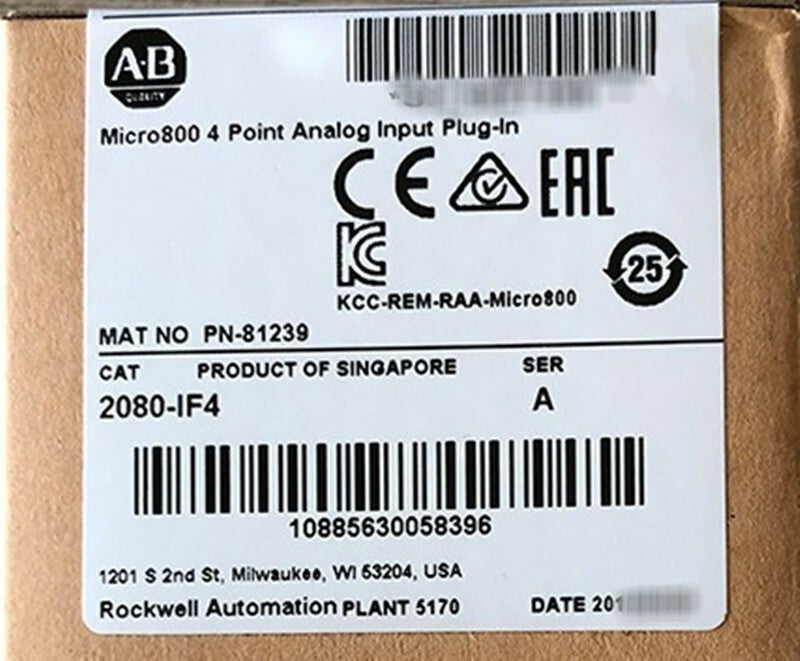 A·B
QUALITY
Micro800 4 Point Analog Input Plug-In
CE EAC
KC
KCC-REM-RAA-Micro800
25
MAT NO PN-81239
CAT PRODUCT OF SINGAPORE SER
2080-IF4 A
10885630058396
1201 S 2nd St, Milwaukee, WI 53204, USA
Rockwell Automation PLANT 5170 DATE 201